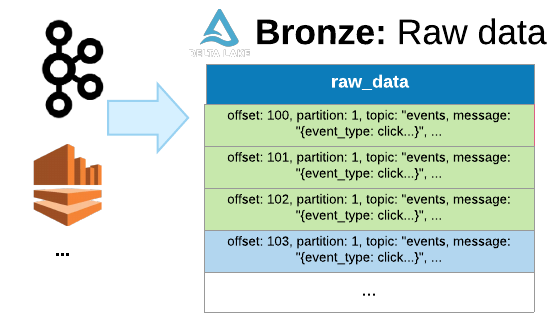 Bronze: Raw data
DELTA LAKE
raw_data
offset: 100, partition: 1, topic: "events, message:
"{event_type: click...}", ...
offset: 101, partition: 1, topic: "events, message:
"{event_type: click...}", ...
offset: 102, partition: 1, topic: "events, message:
"{event_type: click...}", ...
offset: 103, partition: 1, topic: "events, message:
"{event_type: click...}", ...
...
...